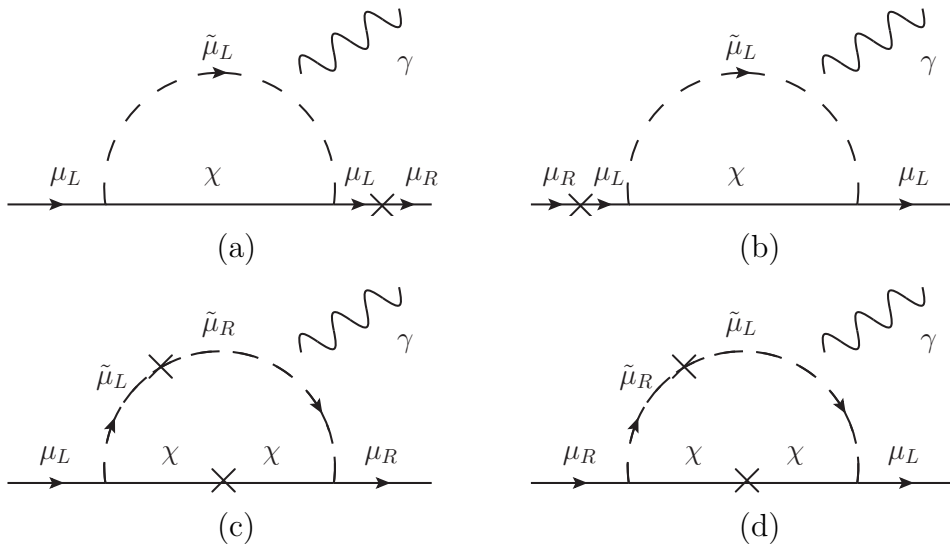 μ̃_L γ μ̃_L γ
μ_L χ μ_L μ_R μ_R μ_L χ μ_L
(a) (b)
μ̃_R γ μ̃_L γ
μ̃_L μ̃_R
μ_L χ χ μ_R μ_R χ χ μ_L
(c) (d)